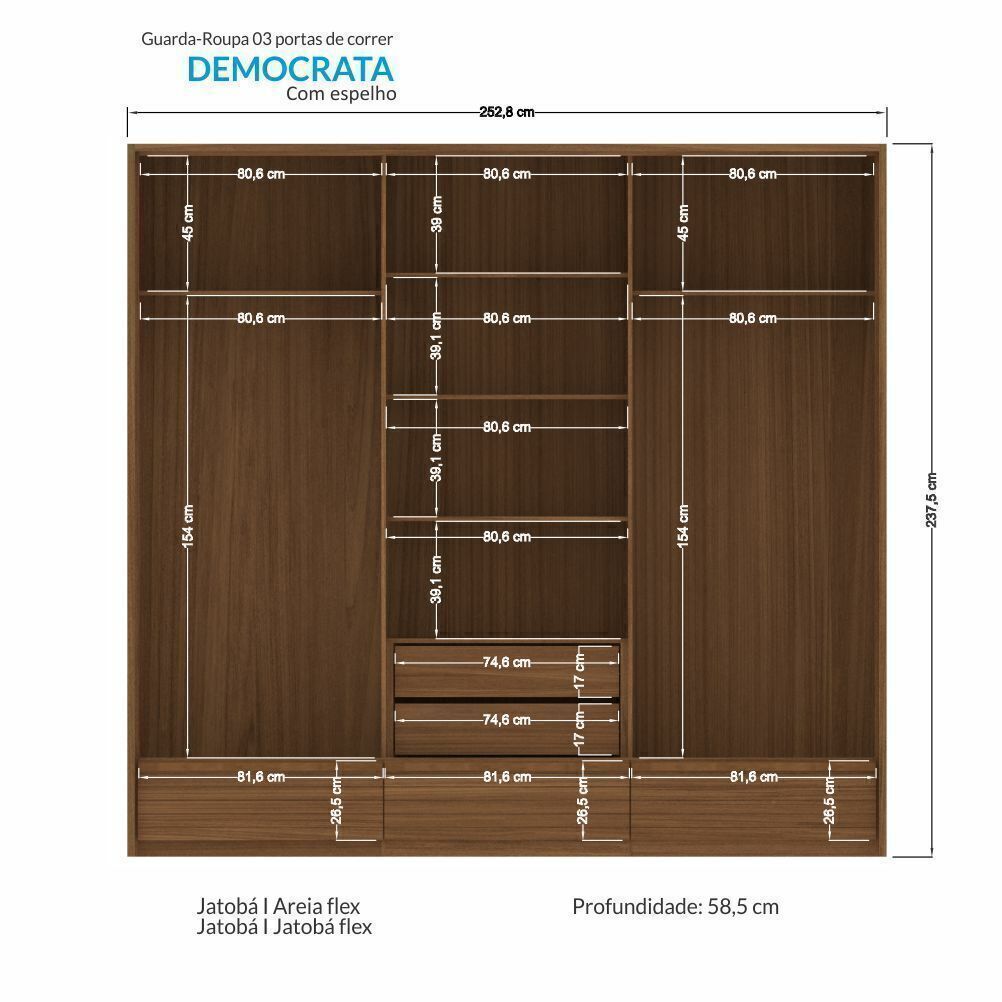 Guarda-Roupa 03 portas de correr
DEMOCRATA
Com espelho
252,8 cm
80,6 cm 80,6 cm 80,6 cm
45 cm 39 cm 45 cm
80,6 cm 80,6 cm 80,6 cm
39,1 cm
80,6 cm
39,1 cm
237,5 cm
154 cm 80,6 cm 154 cm
39,1 cm
74,6 cm
17 cm
74,6 cm
17 cm
81,6 cm 81,6 cm 81,6 cm
26,5 cm 26,5 cm 26,5 cm
Jatobá I Areia flex
Jatobá I Jatobá flex
Profundidade: 58,5 cm